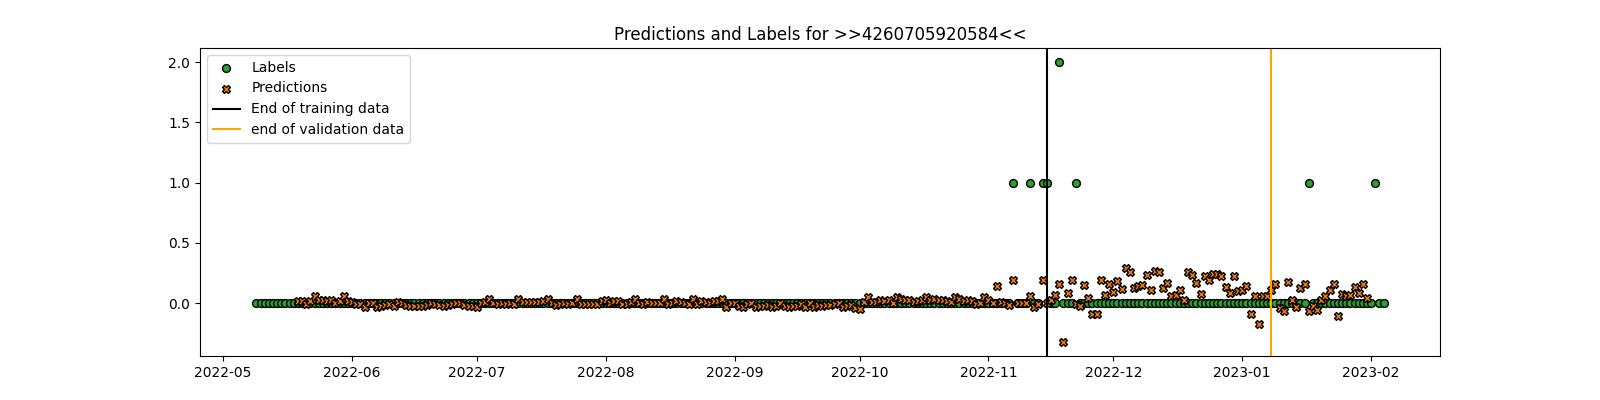 Predictions and Labels for >>4260705920584<<
Labels
Predictions
End of training data
end of validation data
2.0
1.5
1.0
0.5
0.0
2022-05 2022-06 2022-07 2022-08 2022-09 2022-10 2022-11 2022-12 2023-01 2023-02